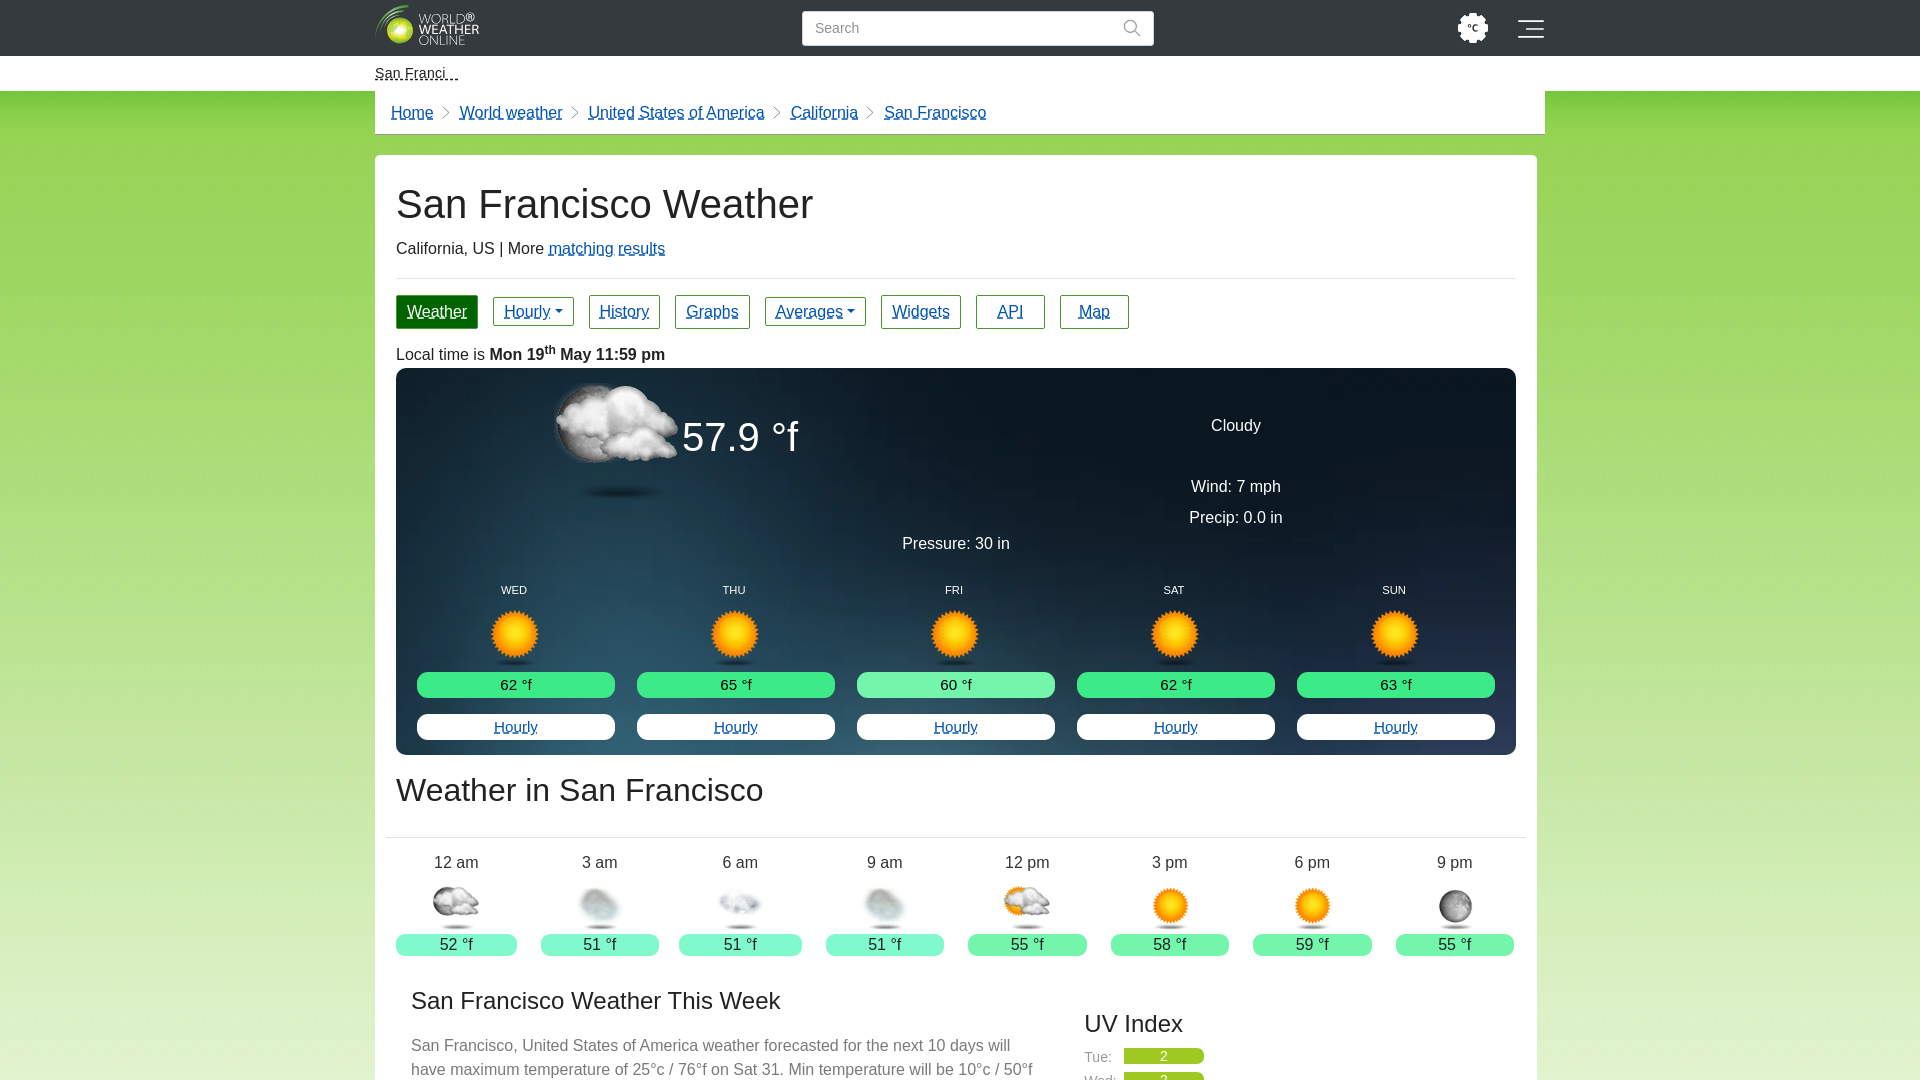 WORLD® WEATHER ONLINE
Search
°C
San Franci
Home World weather United States of America California San Francisco
San Francisco Weather
California, US | More matching results
Weather Hourly History Graphs Averages Widgets API Map
Local time is Mon 19th May 11:59 pm
57.9 °f
Cloudy
Wind: 7 mph
Precip: 0.0 in
Pressure: 30 in
WED THU FRI SAT SUN
62 °f 65 °f 60 °f 62 °f 63 °f
Hourly Hourly Hourly Hourly Hourly
Weather in San Francisco
12 am 3 am 6 am 9 am 12 pm 3 pm 6 pm 9 pm
52 °f 51 °f 51 °f 51 °f 55 °f 58 °f 59 °f 55 °f
San Francisco Weather This Week
San Francisco, United States of America weather forecasted for the next 10 days will
have maximum temperature of 25°c / 76°f on Sat 31. Min temperature will be 10°c / 50°f
UV Index
Tue: 2
Wed: 2